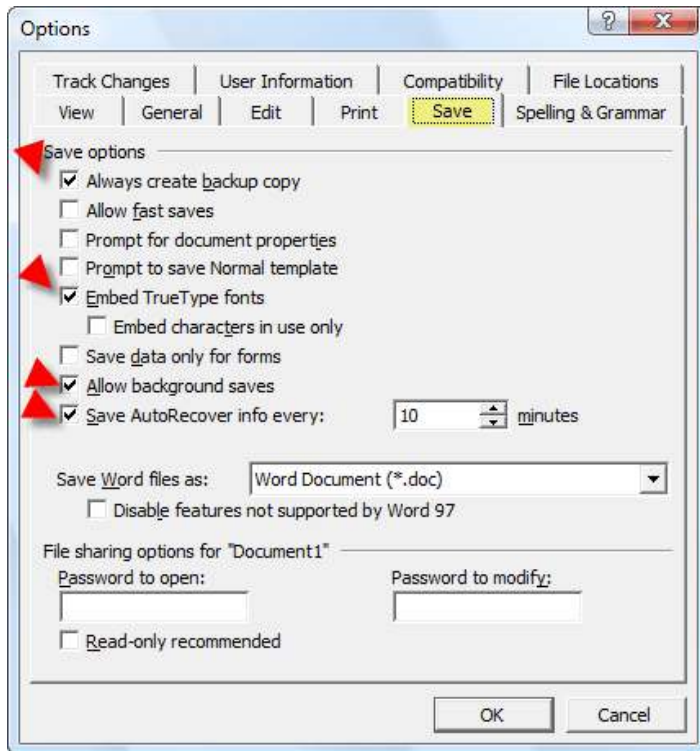 Options
Track Changes User Information Compatibility File Locations
View General Edit Print Save Spelling & Grammar
Save options
Always create backup copy
Allow fast saves
Prompt for document properties
Prompt to save Normal template
Embed TrueType fonts
Embed characters in use only
Save data only for forms
Allow background saves
Save AutoRecover info every: 10 minutes
Save Word files as: Word Document (*.doc)
Disable features not supported by Word 97
File sharing options for "Document1"
Password to open: Password to modify:
Read-only recommended
OK Cancel